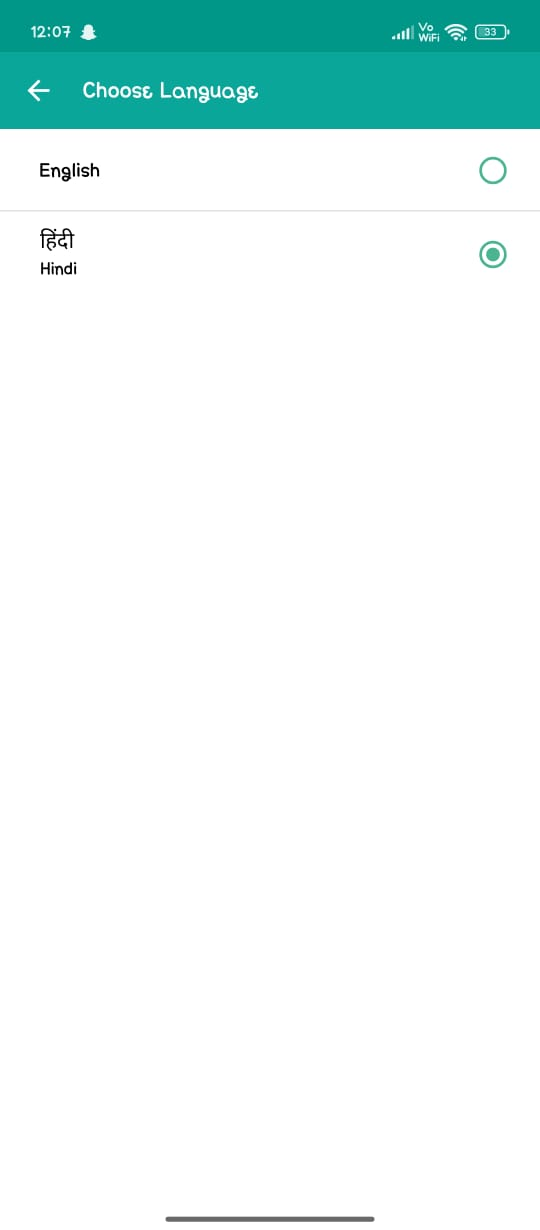 12:07
Vo
WiFi
33
Choose Language
English
हिंदी
Hindi